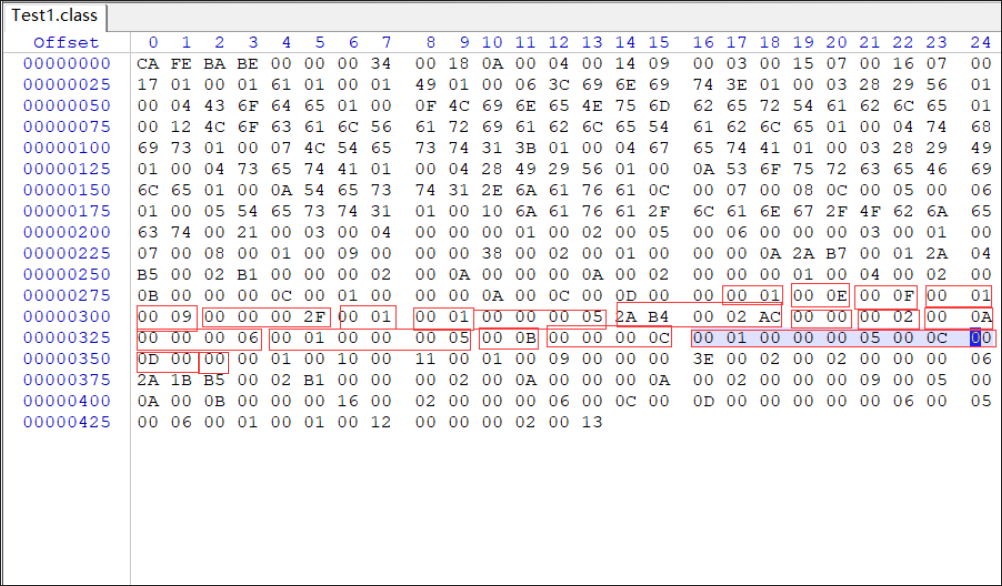 Test1.class
Offset 0 1 2 3 4 5 6 7 8 9 10 11 12 13 14 15 16 17 18 19 20 21 22 23 24
00000000 CA FE BA BE 00 00 00 34 00 18 0A 00 04 00 14 09 00 03 00 15 07 00 16 07 00
00000025 17 01 00 01 61 01 00 01 49 01 00 06 3C 69 6E 69 74 3E 01 00 03 28 29 56 01
00000050 00 04 43 6F 64 65 01 00 0F 4C 69 6E 65 4E 75 6D 62 65 72 54 61 62 6C 65 01
00000075 00 12 4C 6F 63 61 6C 56 61 72 69 61 62 6C 65 54 61 62 6C 65 01 00 04 74 68
00000100 69 73 01 00 07 4C 54 65 73 74 31 3B 01 00 04 67 65 74 41 01 00 03 28 29 49
00000125 01 00 04 73 65 74 41 01 00 04 28 49 29 56 01 00 0A 53 6F 75 72 63 65 46 69
00000150 6C 65 01 00 0A 54 65 73 74 31 2E 6A 61 76 61 0C 00 07 00 08 0C 00 05 00 06
00000175 01 00 05 54 65 73 74 31 01 00 10 6A 61 76 61 2F 6C 61 6E 67 2F 4F 62 6A 65
00000200 63 74 00 21 00 03 00 04 00 00 00 01 00 02 00 05 00 06 00 00 00 03 00 01 00
00000225 07 00 08 00 01 00 09 00 00 00 38 00 02 00 01 00 00 00 0A 2A B7 00 01 2A 04
00000250 B5 00 02 B1 00 00 00 02 00 0A 00 00 00 0A 00 02 00 00 00 01 00 04 00 02 00
00000275 0B 00 00 00 0C 00 01 00 00 00 0A 00 0C 00 0D 00 00 00 01 00 0E 00 0F 00 01
00000300 00 09 00 00 00 2F 00 01 00 01 00 00 00 05 2A B4 00 02 AC 00 00 00 02 00 0A
00000325 00 00 00 06 00 01 00 00 00 05 00 0B 00 00 00 0C 00 01 00 00 00 05 00 0C 00
00000350 0D 00 00 00 01 00 10 00 11 00 01 00 09 00 00 00 3E 00 02 00 02 00 00 00 06
00000375 2A 1B B5 00 02 B1 00 00 00 02 00 0A 00 00 00 0A 00 02 00 00 00 09 00 05 00
00000400 0A 00 0B 00 00 00 16 00 02 00 00 00 06 00 0C 00 0D 00 00 00 00 00 06 00 05
00000425 00 06 00 01 00 01 00 12 00 00 00 02 00 13